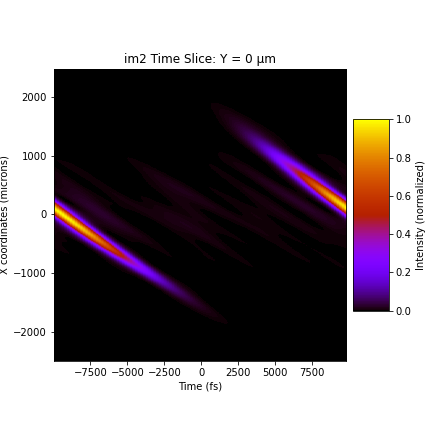 im2 Time Slice: Y = 0 μm
X coordinates (microns)
2000
1000
0
−1000
−2000
−7500 −5000 −2500 0 2500 5000 7500
Time (fs)
1.0
0.8
0.6
0.4
0.2
0.0
Intensity (normalized)